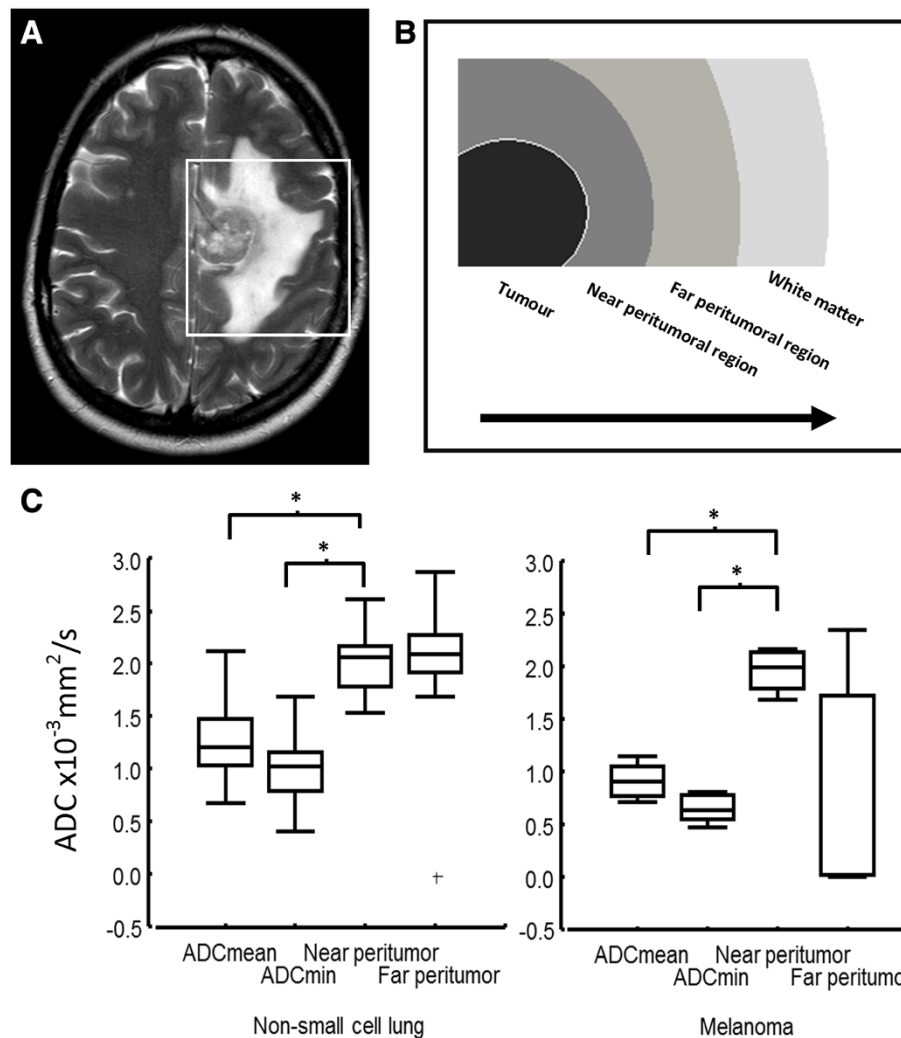 A
B
Tumour
Near peritumoral region
Far peritumoral region
White matter
C
ADC x10⁻³mm²/s
*
*
3.0
2.5
2.0
1.5
1.0
0.5
0.0
-0.5
ADCmean
ADCmin
Near peritumor
Far peritumor
Non-small cell lung
*
*
3.0
2.5
2.0
1.5
1.0
0.5
0.0
-0.5
ADCmean
ADCmin
Near peritumor
Far peritumo
Melanoma